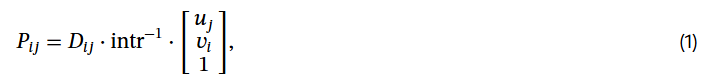 P_{ij} = D_{ij} · intr^{−1} · [u_j v_i 1], (1)